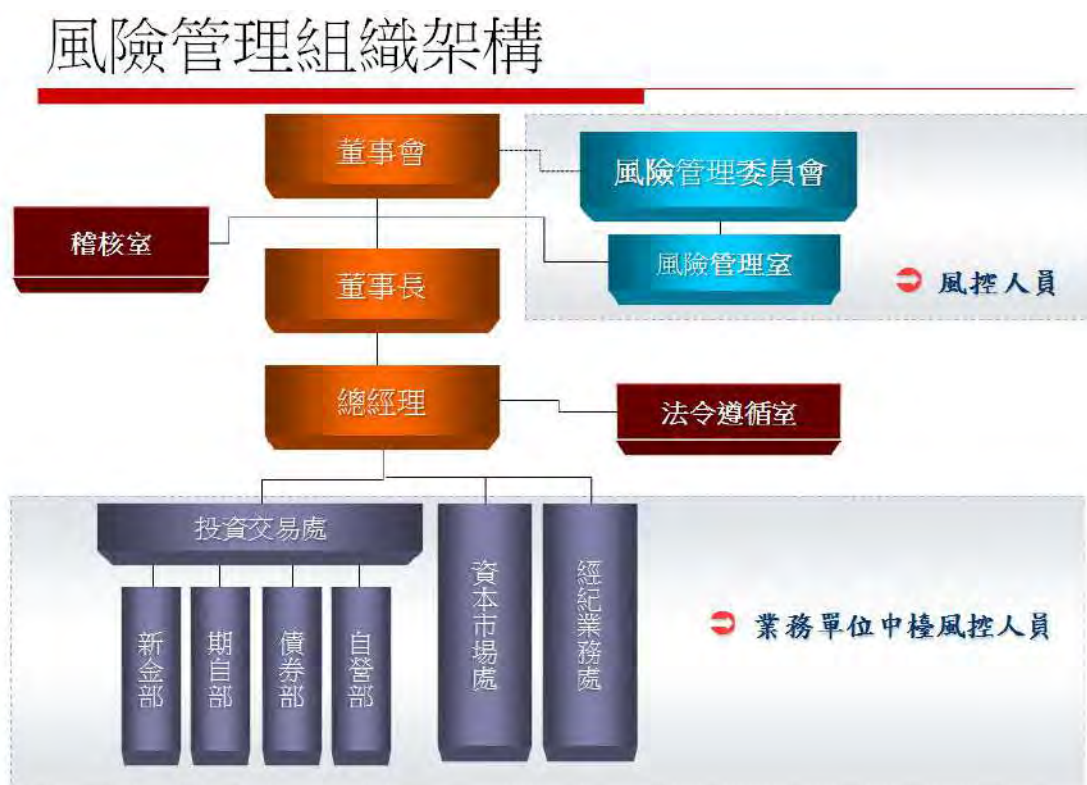 風險管理組織架構
董事會
風險管理委員會
稽核室
風險管理室
董事長
風控人員
總經理
法令遵循室
投資交易處
資本市場處
經紀業務處
新金部
期自部
債券部
自營部
業務單位中檯風控人員